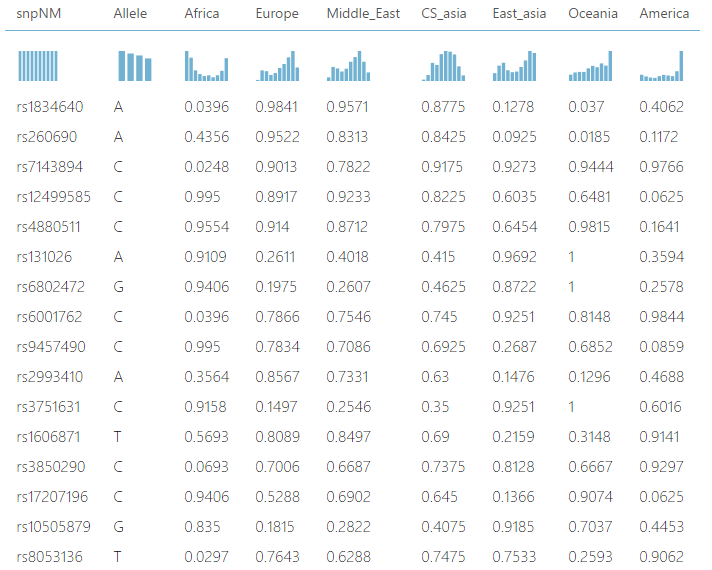 snpNM Allele Africa Europe Middle_East CS_asia East_asia Oceania America
rs1834640 A 0.0396 0.9841 0.9571 0.8775 0.1278 0.037 0.4062
rs260690 A 0.4356 0.9522 0.8313 0.8425 0.0925 0.0185 0.1172
rs7143894 C 0.0248 0.9013 0.7822 0.9175 0.9273 0.9444 0.9766
rs12499585 C 0.995 0.8917 0.9233 0.8225 0.6035 0.6481 0.0625
rs4880511 C 0.9554 0.914 0.8712 0.7975 0.6454 0.9815 0.1641
rs131026 A 0.9109 0.2611 0.4018 0.415 0.9692 1 0.3594
rs6802472 G 0.9406 0.1975 0.2607 0.4625 0.8722 1 0.2578
rs6001762 C 0.0396 0.7866 0.7546 0.745 0.9251 0.8148 0.9844
rs9457490 C 0.995 0.7834 0.7086 0.6925 0.2687 0.6852 0.0859
rs2993410 A 0.3564 0.8567 0.7331 0.63 0.1476 0.1296 0.4688
rs3751631 C 0.9158 0.1497 0.2546 0.35 0.9251 1 0.6016
rs1606871 T 0.5693 0.8089 0.8497 0.69 0.2159 0.3148 0.9141
rs3850290 C 0.0693 0.7006 0.6687 0.7375 0.8128 0.6667 0.9297
rs17207196 C 0.9406 0.5288 0.6902 0.645 0.1366 0.9074 0.0625
rs10505879 G 0.835 0.1815 0.2822 0.4075 0.9185 0.7037 0.4453
rs8053136 T 0.0297 0.7643 0.6288 0.7475 0.7533 0.2593 0.9062